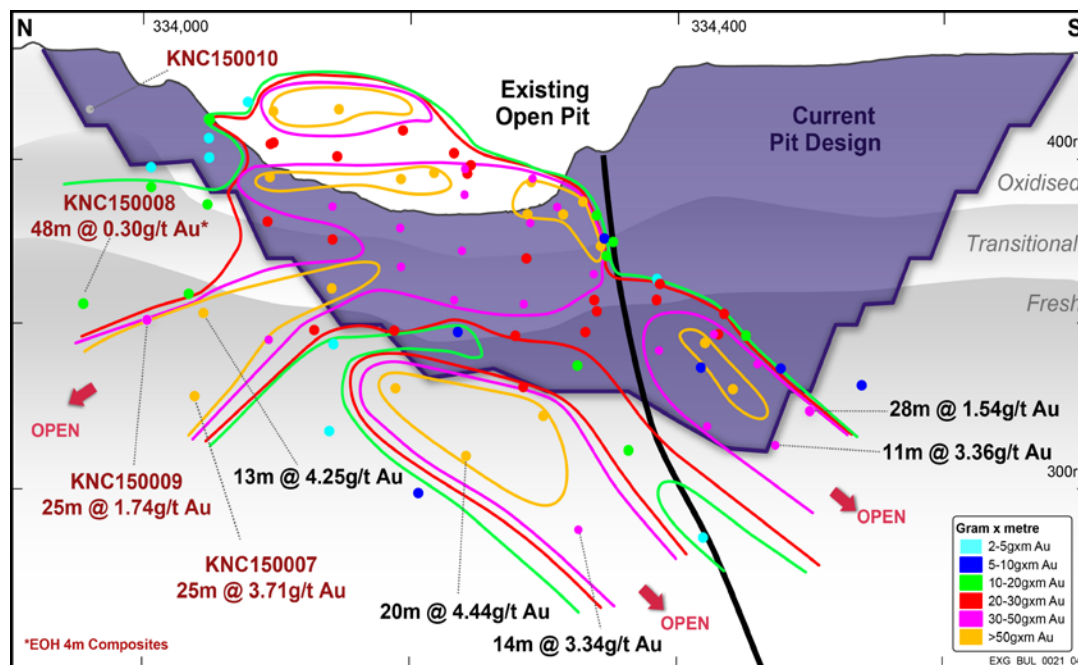 N
334,000
334,400
S
KNC150010
Existing
Open Pit
Current
Pit Design
400m
Oxidised
KNC150008
48m @ 0.30g/t Au*
Transitional
Fresh
OPEN
28m @ 1.54g/t Au
11m @ 3.36g/t Au
KNC150009
25m @ 1.74g/t Au
13m @ 4.25g/t Au
300m
OPEN
KNC150007
25m @ 3.71g/t Au
20m @ 4.44g/t Au
14m @ 3.34g/t Au
OPEN
Gram x metre
2-5gxm Au
5-10gxm Au
10-20gxm Au
20-30gxm Au
30-50gxm Au
>50gxm Au
*EOH 4m Composites
EXG_BUL_0021_0